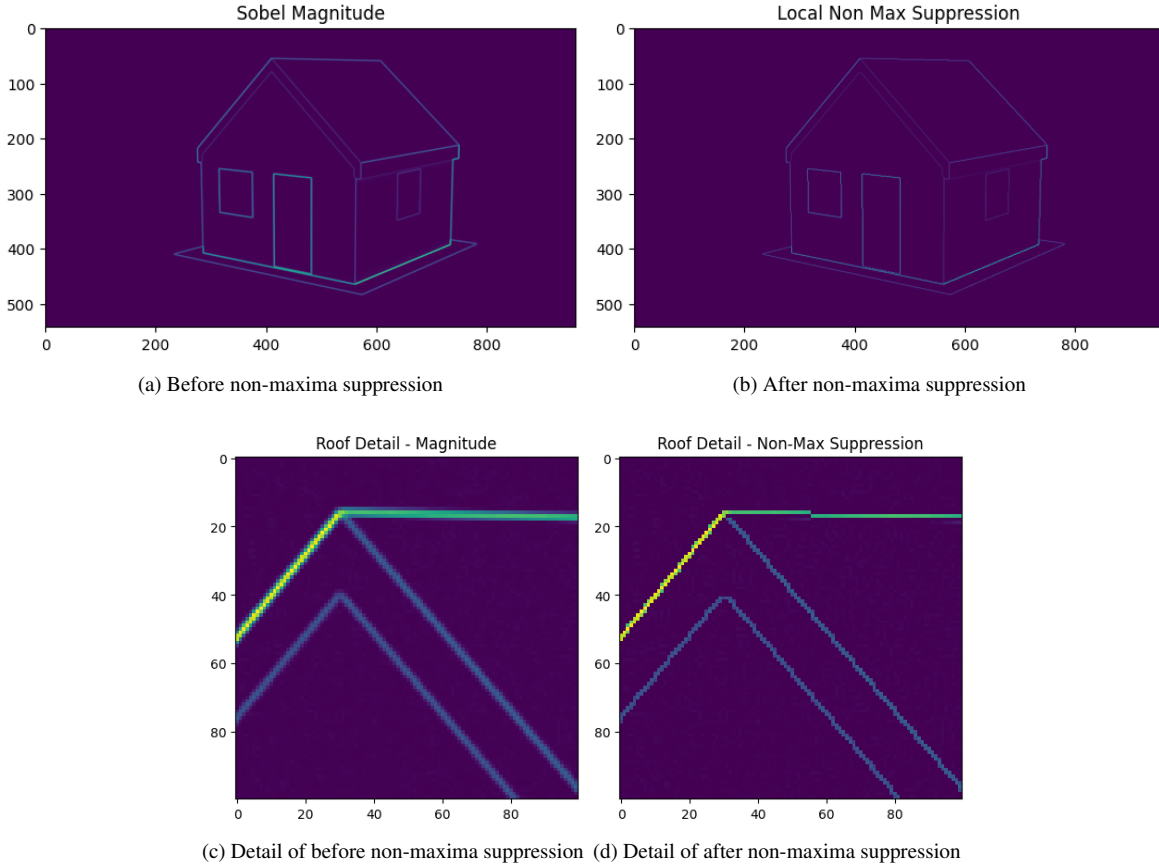 Sobel Magnitude
0
100
200
300
400
500
0 200 400 600 800
(a) Before non-maxima suppression
Local Non Max Suppression
0
100
200
300
400
500
0 200 400 600 800
(b) After non-maxima suppression
Roof Detail - Magnitude
0
20
40
60
80
0 20 40 60 80
(c) Detail of before non-maxima suppression
Roof Detail - Non-Max Suppression
0
20
40
60
80
0 20 40 60 80
(d) Detail of after non-maxima suppression